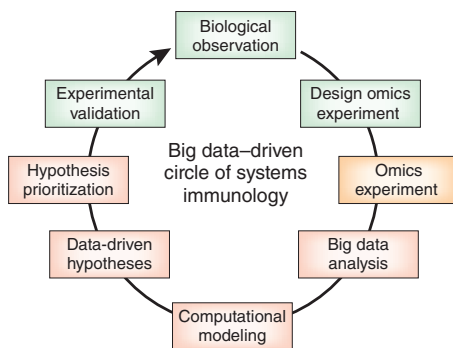 Biological
observation
Design omics
experiment
Omics
experiment
Big data
analysis
Computational
modeling
Data-driven
hypotheses
Hypothesis
prioritization
Experimental
validation
Big data–driven
circle of systems
immunology